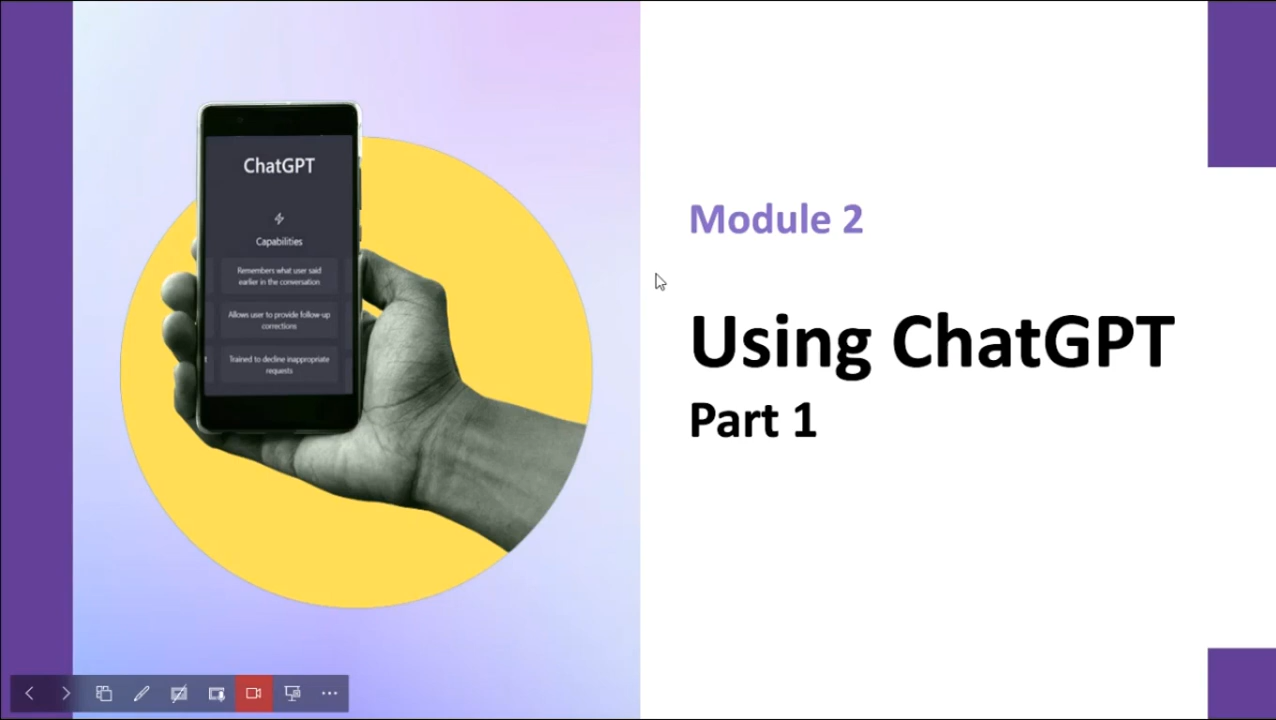 ChatGPT
Capabilities
Remembers what user said
earlier in the conversation
Allows user to provide follow-up
corrections
Trained to decline inappropriate
requests
Module 2
Using ChatGPT
Part 1